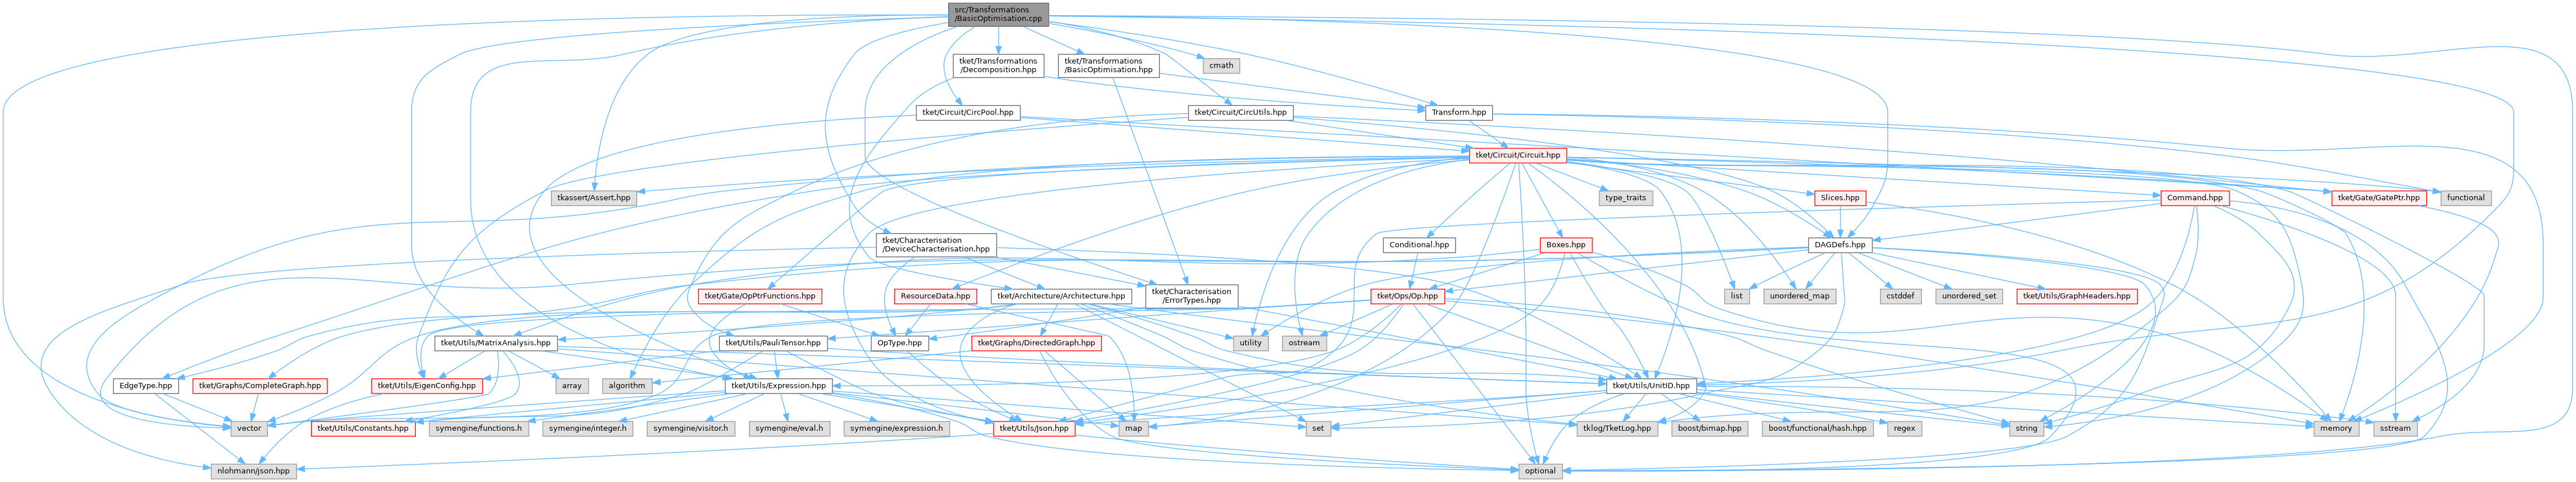 src/Transformations
/BasicOptimisation.cpp
tket/Transformations
/Decomposition.hpp
tket/Transformations
/BasicOptimisation.hpp
cmath
tket/Circuit/CircPool.hpp
tket/Circuit/CircUtils.hpp
Transform.hpp
tket/Circuit/Circuit.hpp
tkassert/Assert.hpp
type_traits
Slices.hpp
Command.hpp
tket/Gate/GatePtr.hpp
functional
tket/Characterisation
/DeviceCharacterisation.hpp
Conditional.hpp
Boxes.hpp
DAGDefs.hpp
tket/Gate/OpPtrFunctions.hpp
ResourceData.hpp
tket/Architecture/Architecture.hpp
tket/Characterisation
/ErrorTypes.hpp
tket/Ops/Op.hpp
list
unordered_map
cstddef
unordered_set
tket/Utils/GraphHeaders.hpp
tket/Utils/MatrixAnalysis.hpp
tket/Utils/PauliTensor.hpp
OpType.hpp
tket/Graphs/DirectedGraph.hpp
utility
ostream
EdgeType.hpp
tket/Graphs/CompleteGraph.hpp
tket/Utils/EigenConfig.hpp
array
algorithm
tket/Utils/Expression.hpp
tket/Utils/UnitID.hpp
vector
tket/Utils/Constants.hpp
symengine/functions.h
symengine/integer.h
symengine/visitor.h
symengine/eval.h
symengine/expression.h
tket/Utils/Json.hpp
map
set
tklog/TketLog.hpp
boost/bimap.hpp
boost/functional/hash.hpp
regex
string
memory
sstream
nlohmann/json.hpp
optional